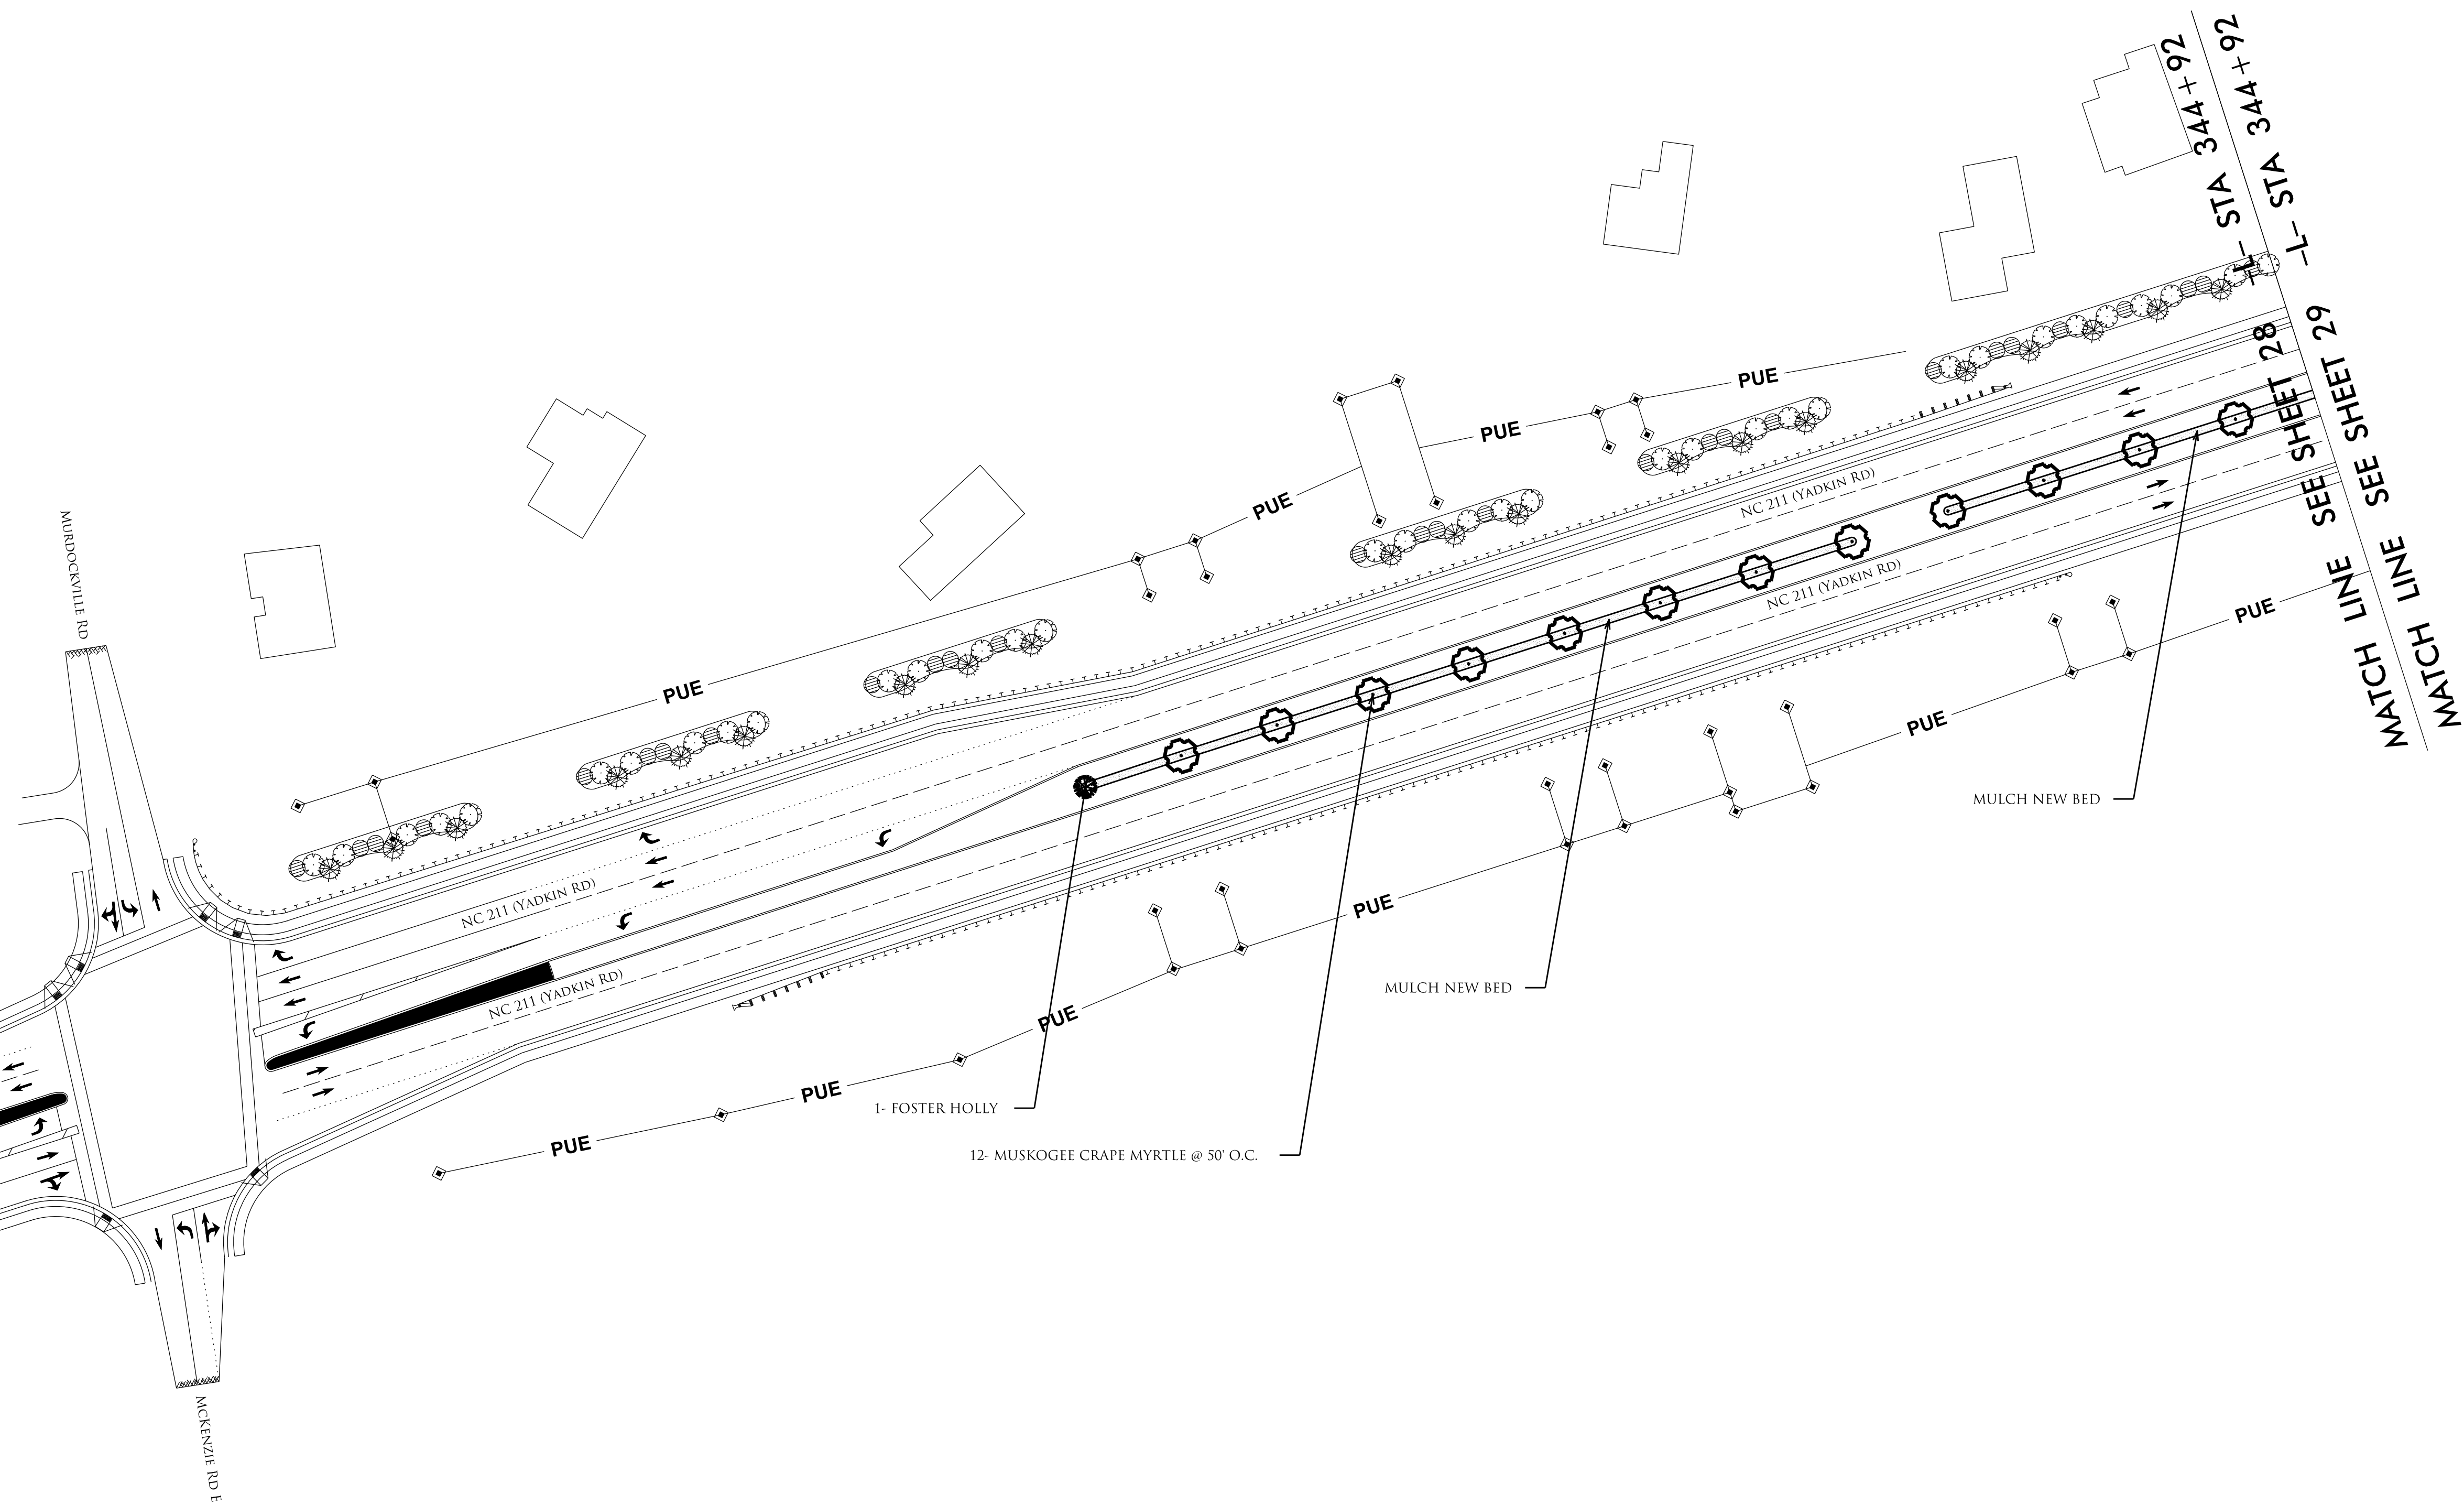 -L- STA 344+92
-L- STA 344+92
MATCH LINE SEE SHEET 28
MATCH LINE SEE SHEET 29
PUE
PUE
PUE
PUE
NC 211 (YADKIN RD)
NC 211 (YADKIN RD)
MURDOCKVILLE RD
PUE
PUE
PUE
MULCH NEW BED
NC 211 (YADKIN RD)
NC 211 (YADKIN RD)
PUE
MULCH NEW BED
PUE
PUE
1- FOSTER HOLLY
PUE
12- MUSKOGEE CRAPE MYRTLE @ 50' O.C.
MCKENZIE RD E